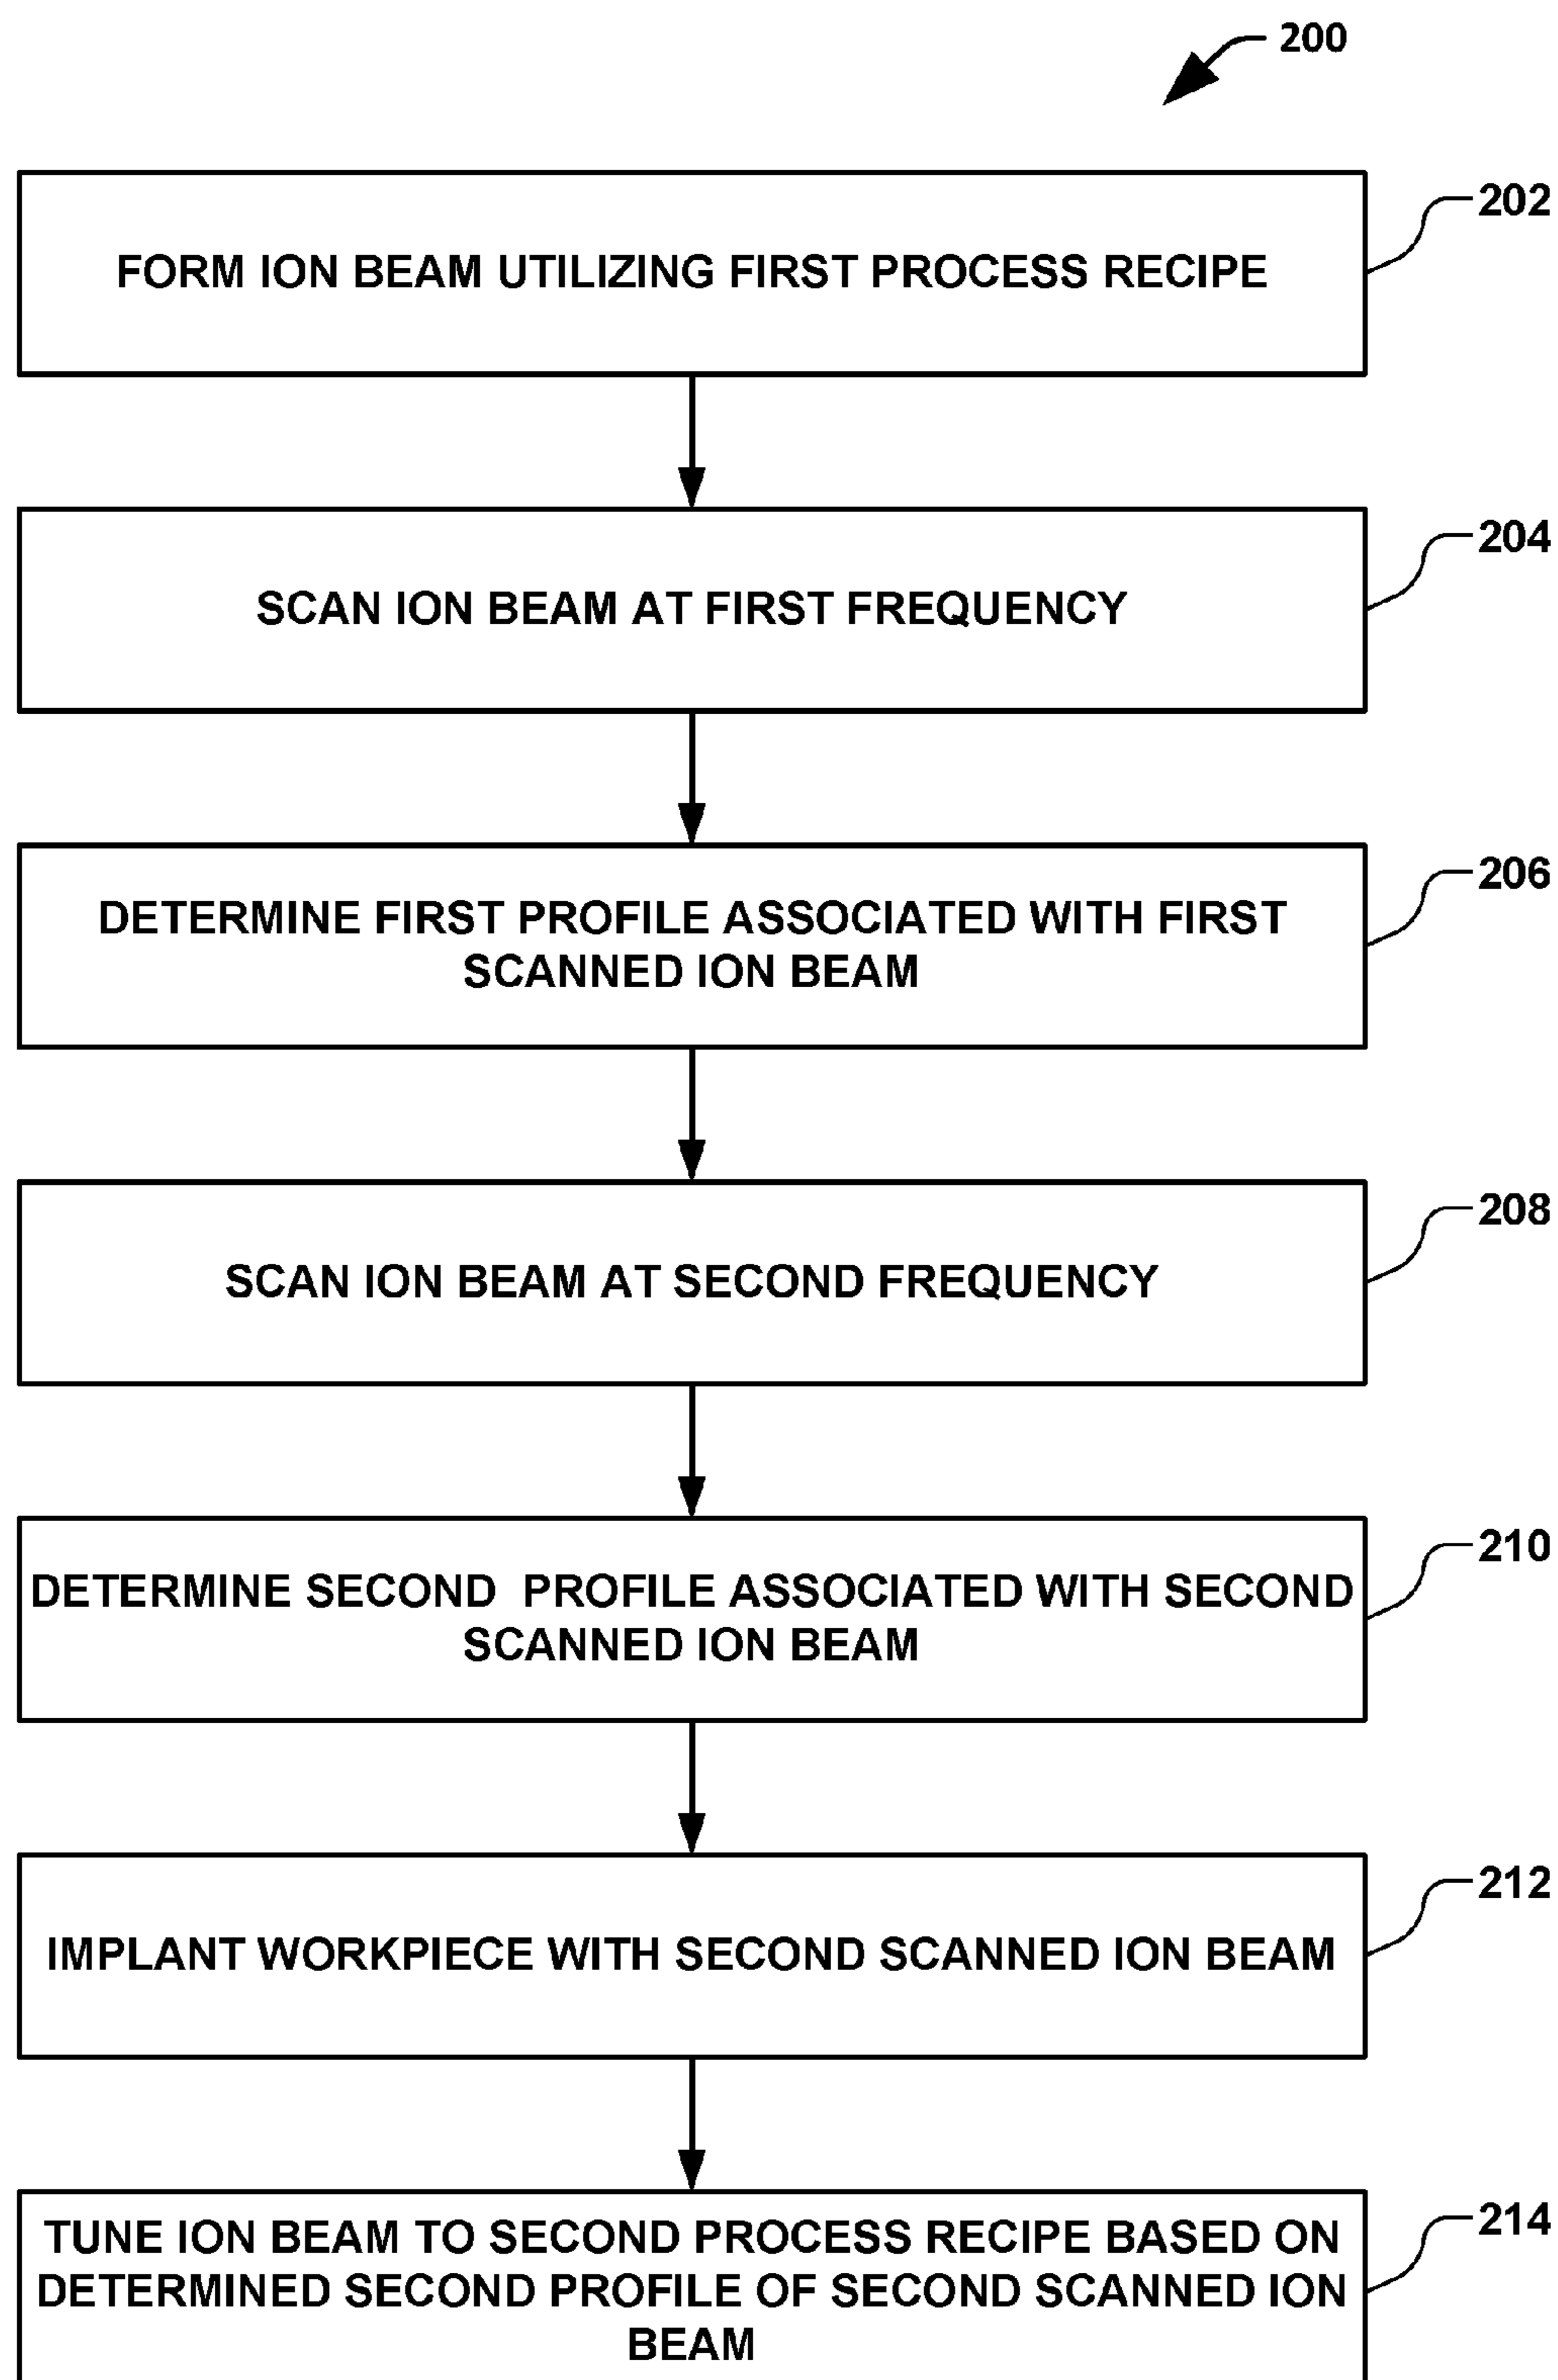 200
FORM ION BEAM UTILIZING FIRST PROCESS RECIPE
202
SCAN ION BEAM AT FIRST FREQUENCY
204
DETERMINE FIRST PROFILE ASSOCIATED WITH FIRST
SCANNED ION BEAM
206
SCAN ION BEAM AT SECOND FREQUENCY
208
DETERMINE SECOND  PROFILE ASSOCIATED WITH SECOND
SCANNED ION BEAM
210
IMPLANT WORKPIECE WITH SECOND SCANNED ION BEAM
212
TUNE ION BEAM TO SECOND PROCESS RECIPE BASED ON
DETERMINED SECOND PROFILE OF SECOND SCANNED ION
BEAM
214